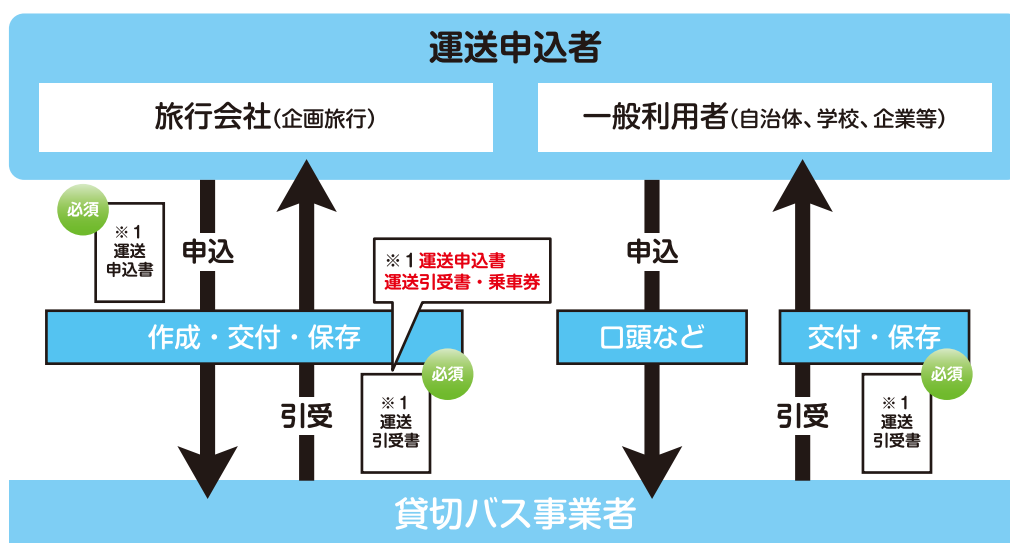 運送申込者
旅行会社(企画旅行)
一般利用者(自治体、学校、企業等)
必須
※1
運送
申込書
申込
※1 運送申込書
運送引受書・乗車券
申込
作成・交付・保存
口頭など
交付・保存
必須
※1
運送
引受書
引受
必須
※1
運送
引受書
引受
貸切バス事業者